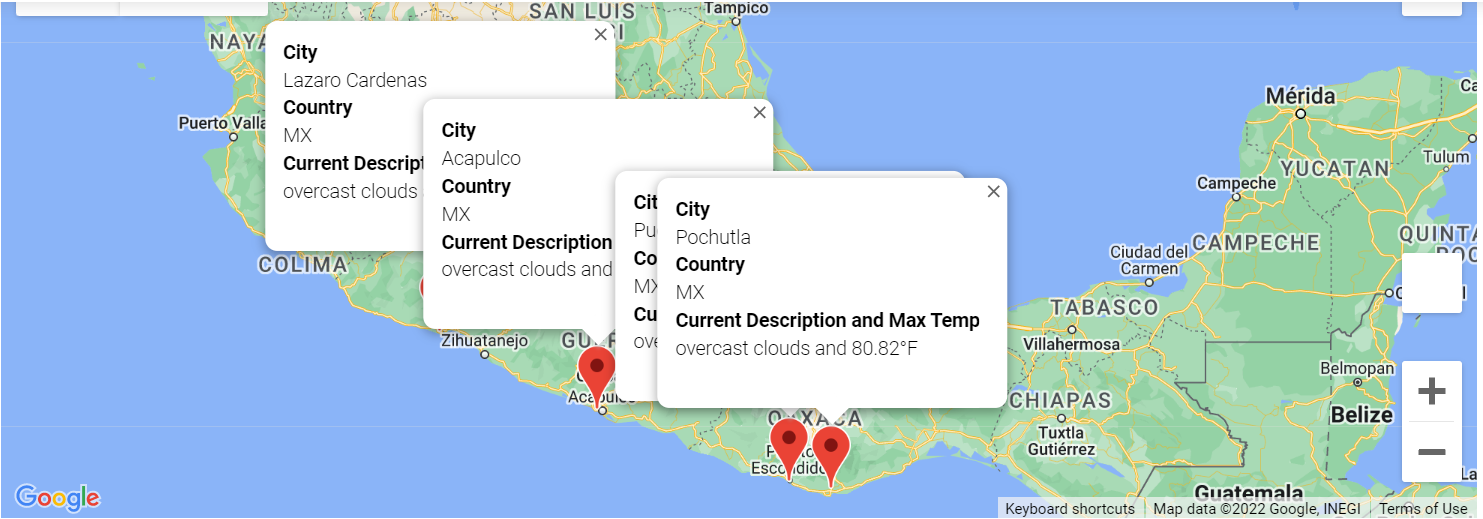 SAN LUIS
Tampico
NAYA
City
Lazaro Cardenas
Country
MX
Current Descript
overcast clouds
Puerto Valla
COLIMA
City
Acapulco
Country
MX
Current Description
overcast clouds and
Cit
Pu
Co
MX
Cu
ove
City
Pochutla
Country
MX
Current Description and Max Temp
overcast clouds and 80.82°F
Zihuatanejo
Acapulco
OAXACA
Escondido
Mérida
Ca
Tulum
YUCATAN
Campeche
QUINTA
ROO
Ciudad del
Carmen
CAMPECHE
TABASCO
Villahermosa
Belmopan
Belize
CHIAPAS
Tuxtla
Gutiérrez
Guatemala
La
Google
Keyboard shortcuts
Map data ©2022 Google, INEGI
Terms of Use